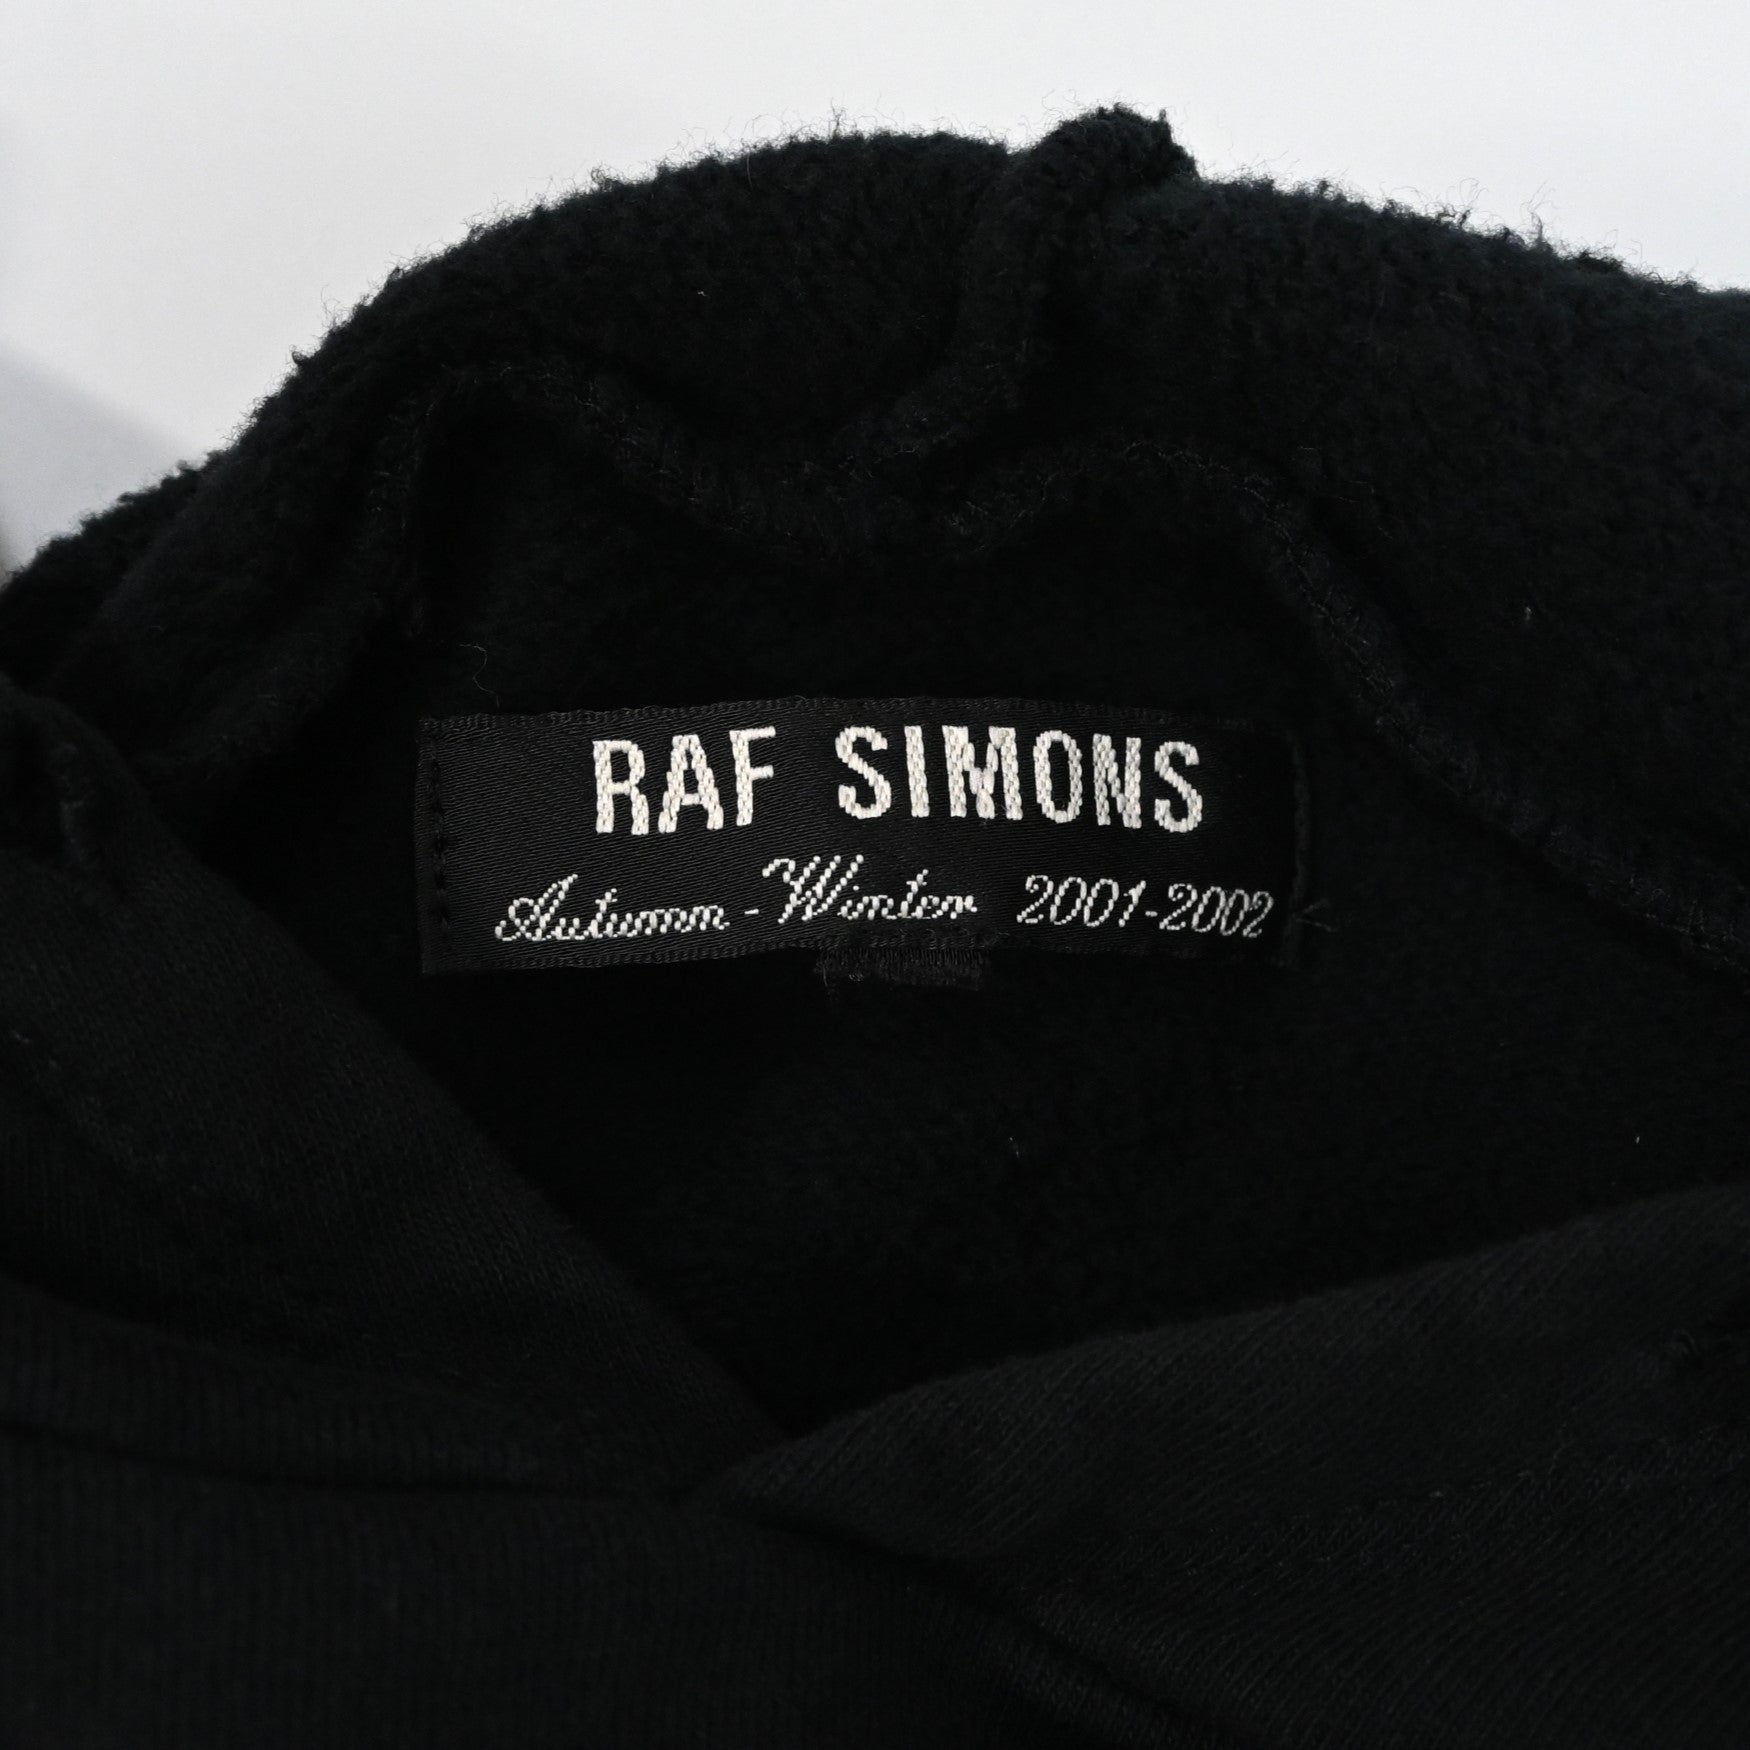 RAF SIMONS
Autumn - Winter 2001-2002